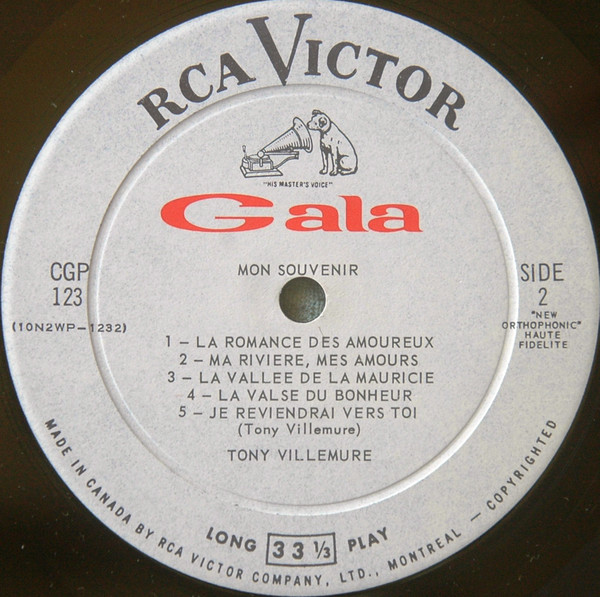 RCA VICTOR
"HIS MASTER'S VOICE"
Gala
MON SOUVENIR
CGP
123
(10N2WP-1232)
SiDE
2
"NEW
ORTHOPHONIC"
HAUTE
FIDELITE
1 – LA ROMANCE DES AMOUREUX
2 – MA RIVIERE, MES AMOURS
3 – LA VALLEE DE LA MAURICIE
4 – LA VALSE DU BONHEUR
5 – JE REVIENDRAI VERS TOI
(Tony Villemure)
TONY VILLEMURE
LONG 33 1/3 PLAY
MADE IN CANADA BY RCA VICTOR COMPANY, LTD., MONTREAL – COPYRIGHTED